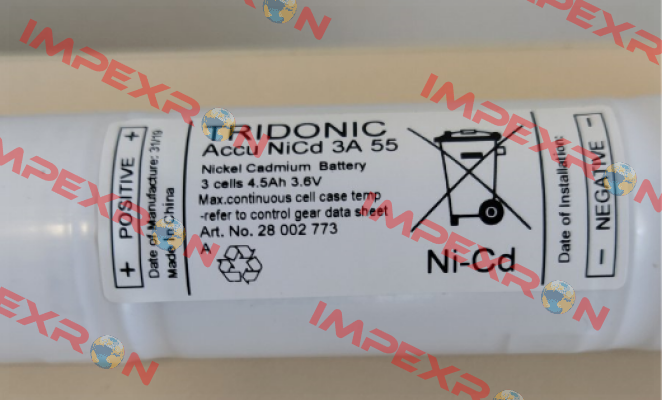 + POSITIVE +
Date of Manufacture: 31/19
Made in China
TRIDONIC
Accu NiCd 3A 55
Nickel Cadmium Battery
3 cells 4.5Ah 3.6V
Max.continuous cell case temp
-refer to control gear data sheet
Art. No. 28 002 773
A
Ni-Cd
Date of Installation:
- NEGATIVE -
IMPEXRON
IMPEXRON
IMPEXRON
IMPEXRON
IMPEXRON
IMPEXRON